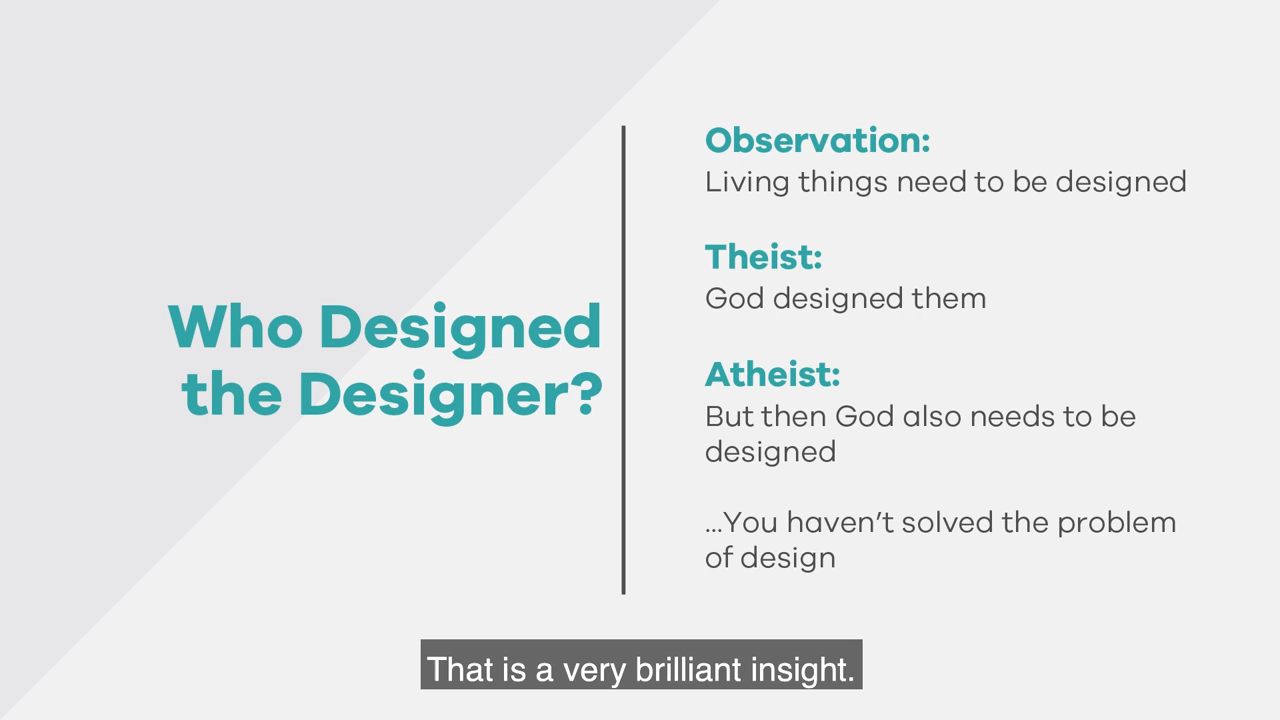 Who Designed
the Designer?
Observation:
Living things need to be designed
Theist:
God designed them
Atheist:
But then God also needs to be
designed
...You haven’t solved the problem
of design
That is a very brilliant insight.